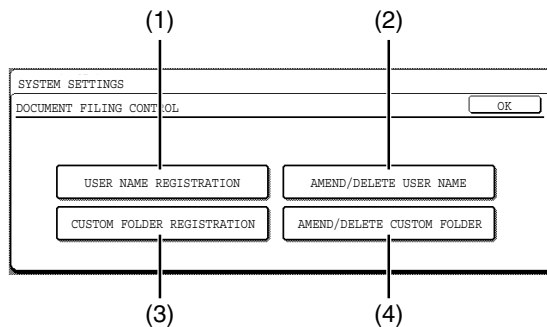 (1) (2)
SYSTEM SETTINGS
DOCUMENT FILING CONTROL OK
USER NAME REGISTRATION AMEND/DELETE USER NAME
CUSTOM FOLDER REGISTRATION AMEND/DELETE CUSTOM FOLDER
(3) (4)